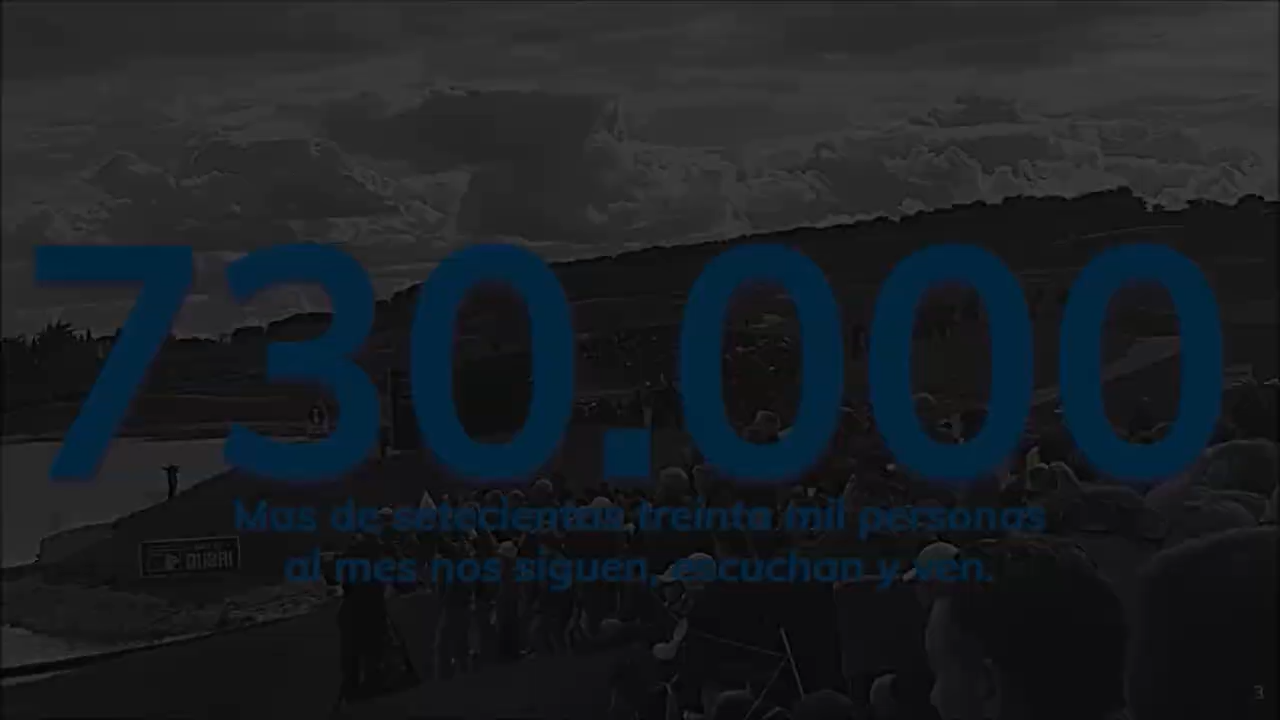 730.000
Mas de setecientas treinta mil personas
al mes nos siguen, escuchan y ven.
DUBAI
3